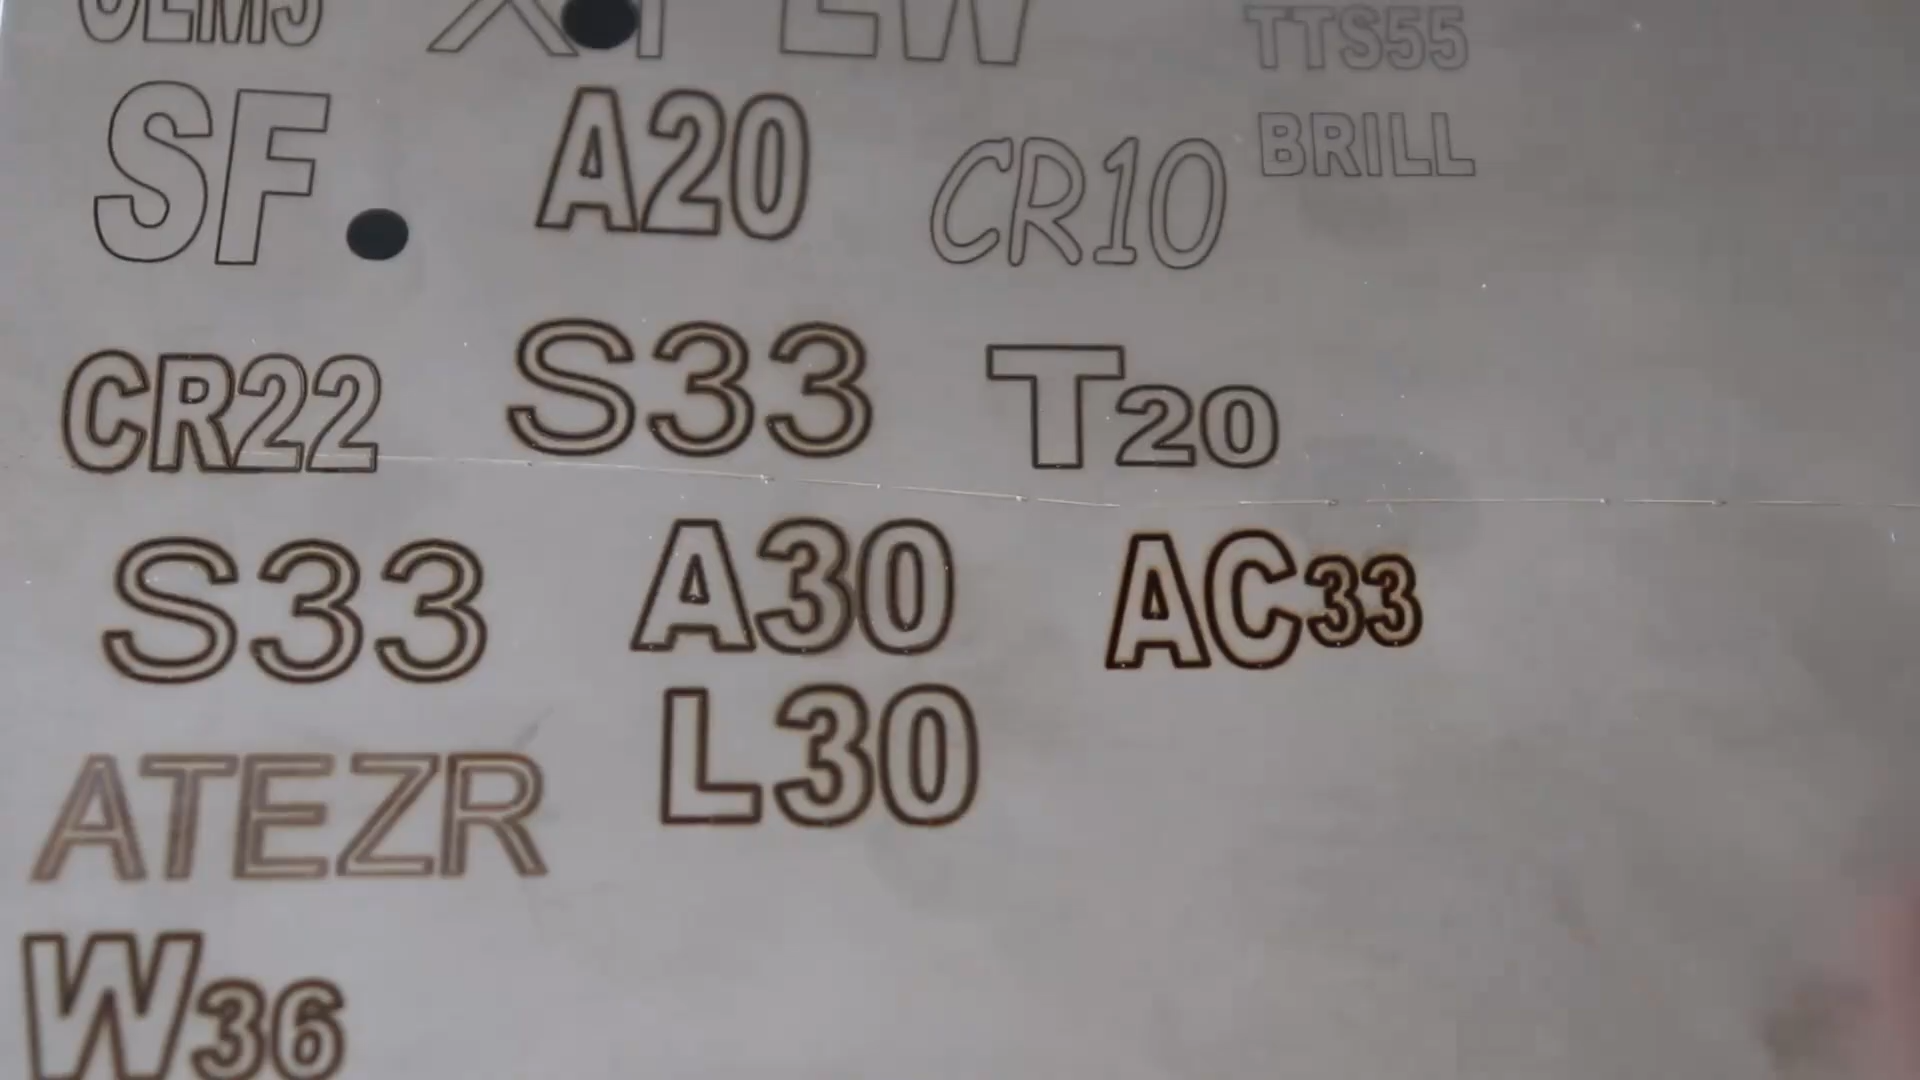 TTS55
SF. A20 CR10 BRILL
CR22 S33 T20
S33 A30 AC33
L30
ATEZR
W36